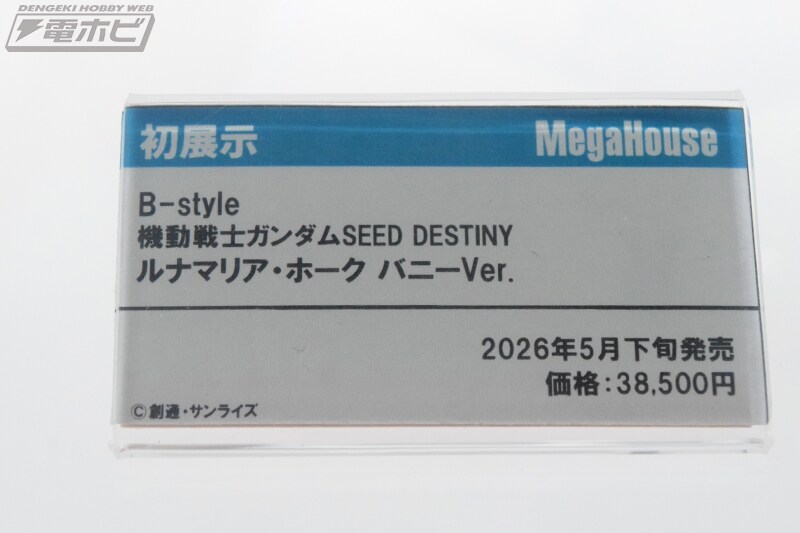 DENGEKI HOBBY WEB
電ホビ
初展示
MegaHouse
B-style
機動戦士ガンダムSEED DESTINY
ルナマリア・ホーク バニーVer.
2026年5月下旬発売
価格：38,500円
©創通・サンライズ